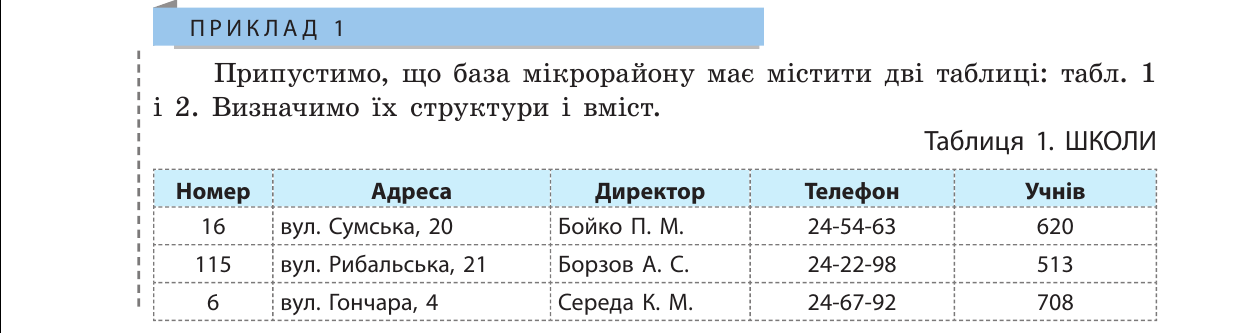 ПРИКЛАД 1
Припустимо, що база мікрорайону має містити дві таблиці: табл. 1
і 2. Визначимо їх структури і вміст.
Таблиця 1. ШКОЛИ
Номер Адреса Директор Телефон Учнів
16 вул. Сумська, 20 Бойко П. М. 24-54-63 620
115 вул. Рибальська, 21 Борзов А. С. 24-22-98 513
6 вул. Гончара, 4 Середа К. М. 24-67-92 708